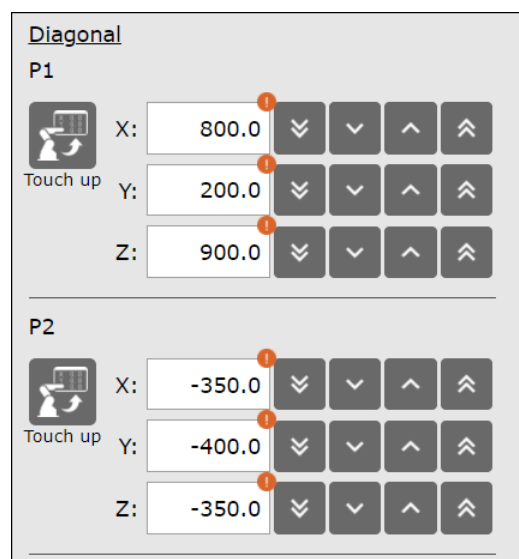 Diagonal
P1
X: 800.0
Touch up
Y: 200.0
Z: 900.0
P2
X: -350.0
Touch up
Y: -400.0
Z: -350.0